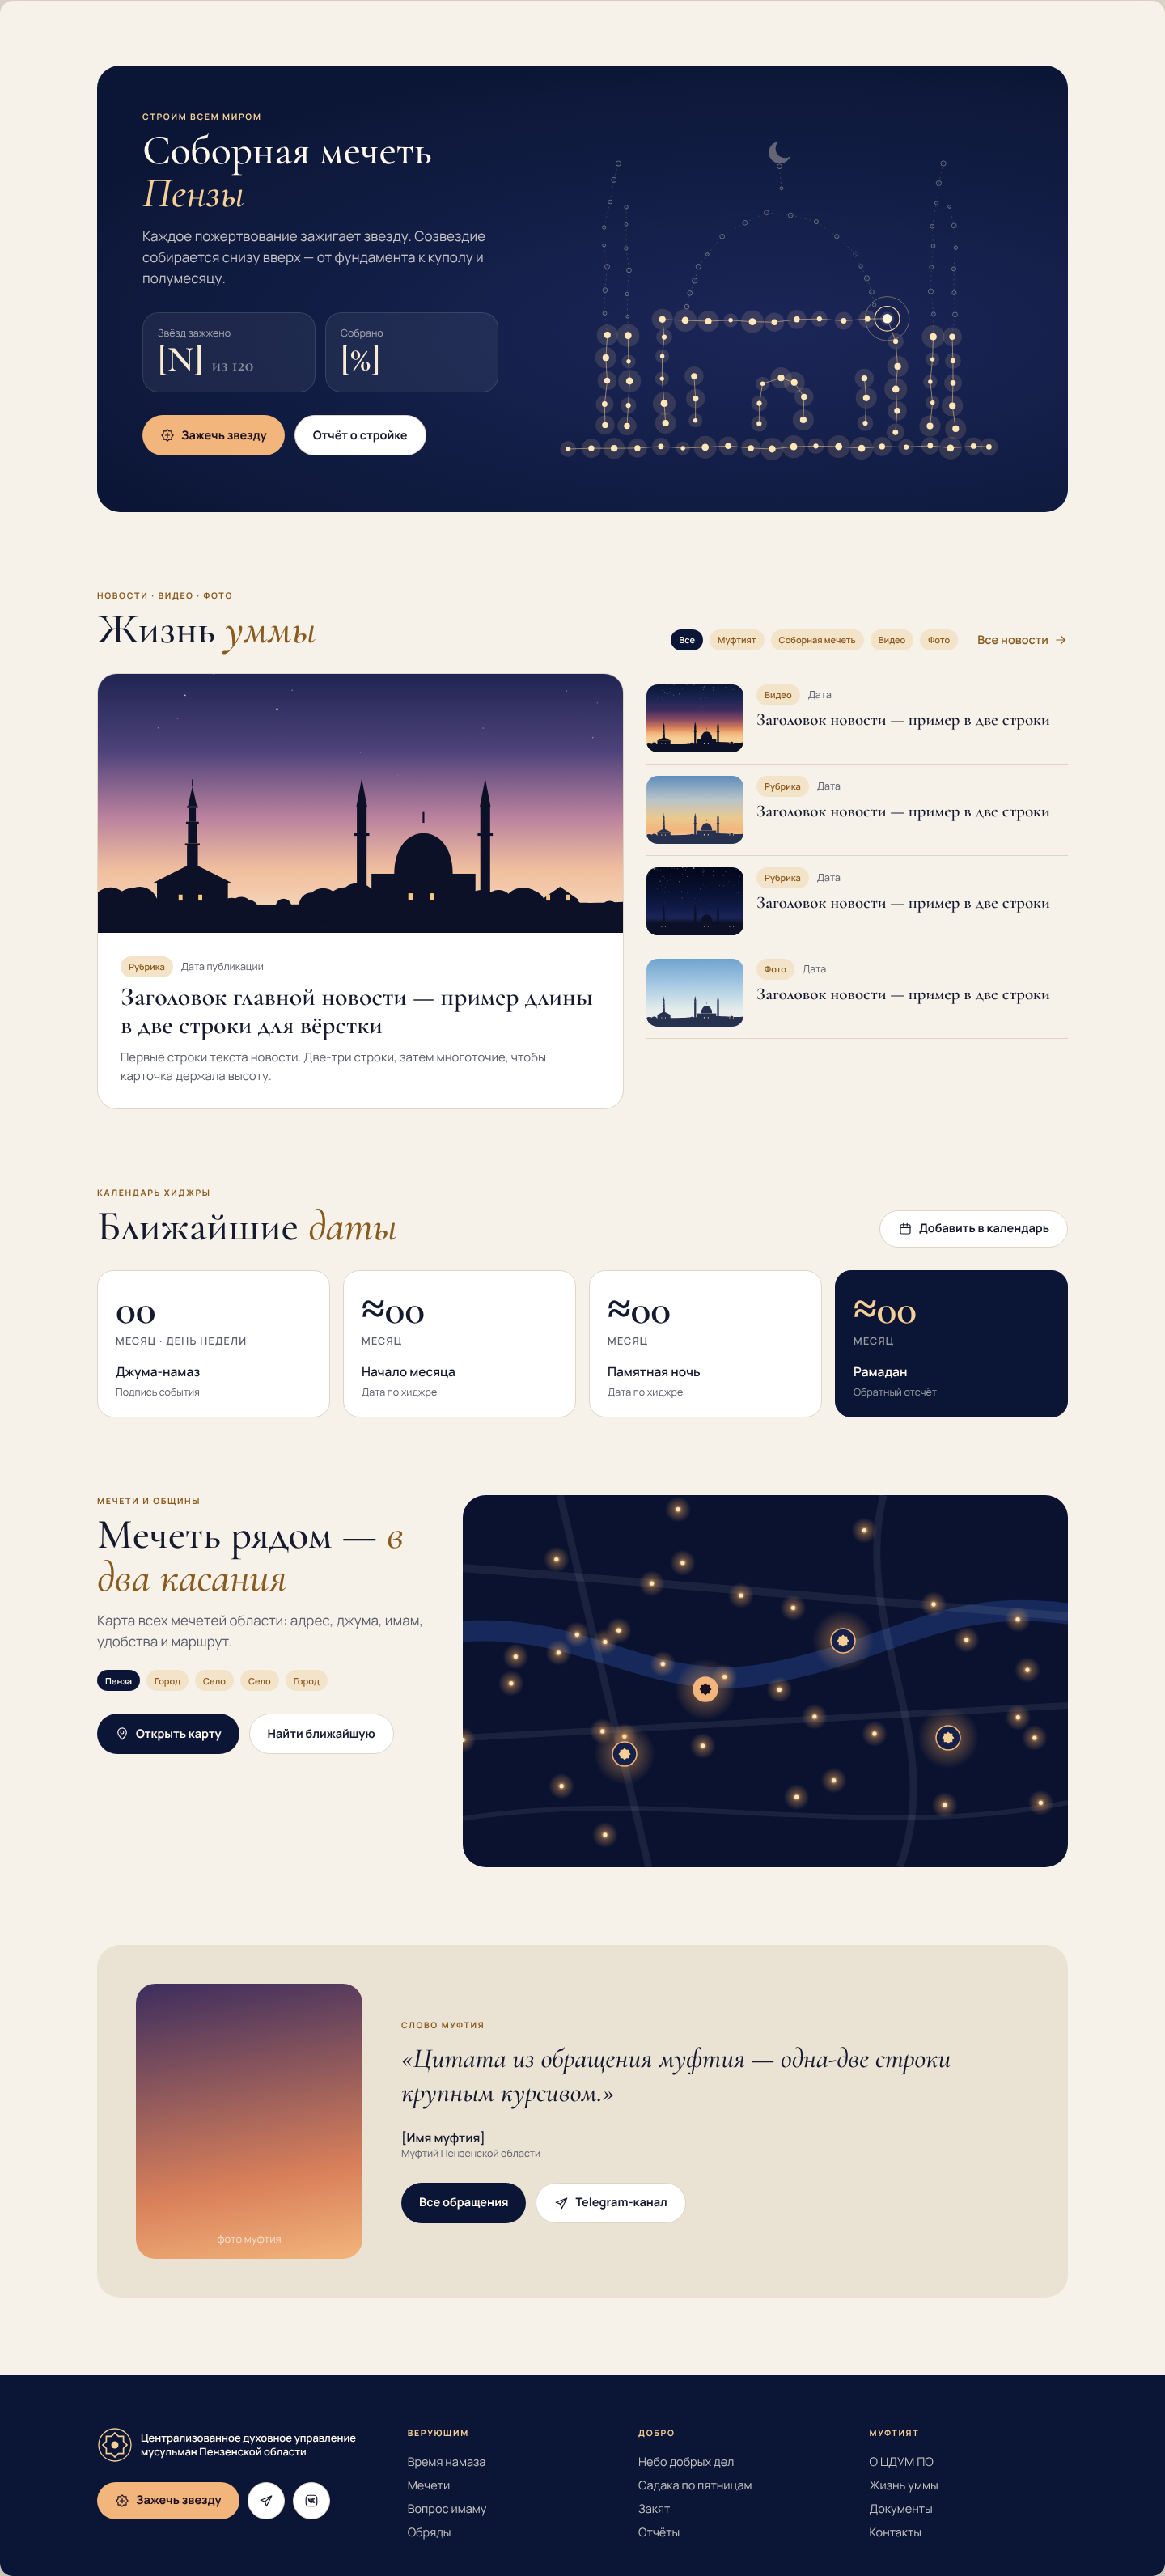 СТРОИМ ВСЕМ МИРОМ
Соборная мечеть
Пензы
Каждое пожертвование зажигает звезду. Созвездие
собирается снизу вверх — от фундамента к куполу и
полумесяцу.
Звёзд зажжено
[N] из 120
Собрано
[%]
Зажечь звезду
Отчёт о стройке
НОВОСТИ · ВИДЕО · ФОТО
Жизнь уммы
Все
Муфтият
Соборная мечеть
Видео
Фото
Все новости →
Рубрика Дата публикации
Заголовок главной новости — пример длины
в две строки для вёрстки
Первые строки текста новости. Две-три строки, затем многоточие, чтобы
карточка держала высоту.
Видео Дата
Заголовок новости — пример в две строки
Рубрика Дата
Заголовок новости — пример в две строки
Рубрика Дата
Заголовок новости — пример в две строки
Фото Дата
Заголовок новости — пример в две строки
КАЛЕНДАРЬ ХИДЖРЫ
Ближайшие даты
Добавить в календарь
00
МЕСЯЦ · ДЕНЬ НЕДЕЛИ
Джума-намаз
Подпись события
≈00
МЕСЯЦ
Начало месяца
Дата по хиджре
≈00
МЕСЯЦ
Памятная ночь
Дата по хиджре
≈00
МЕСЯЦ
Рамадан
Обратный отсчёт
МЕЧЕТИ И ОБЩИНЫ
Мечеть рядом — в
два касания
Карта всех мечетей области: адрес, джума, имам,
удобства и маршрут.
Пенза
Город
Село
Село
Город
Открыть карту
Найти ближайшую
фото муфтия
СЛОВО МУФТИЯ
«Цитата из обращения муфтия — одна-две строки
крупным курсивом.»
[Имя муфтия]
Муфтий Пензенской области
Все обращения
Telegram-канал
Централизованное духовное управление
мусульман Пензенской области
Зажечь звезду
ВЕРУЮЩИМ
Время намаза
Мечети
Вопрос имаму
Обряды
ДОБРО
Небо добрых дел
Садака по пятницам
Закят
Отчёты
МУФТИЯТ
О ЦДУМ ПО
Жизнь уммы
Документы
Контакты